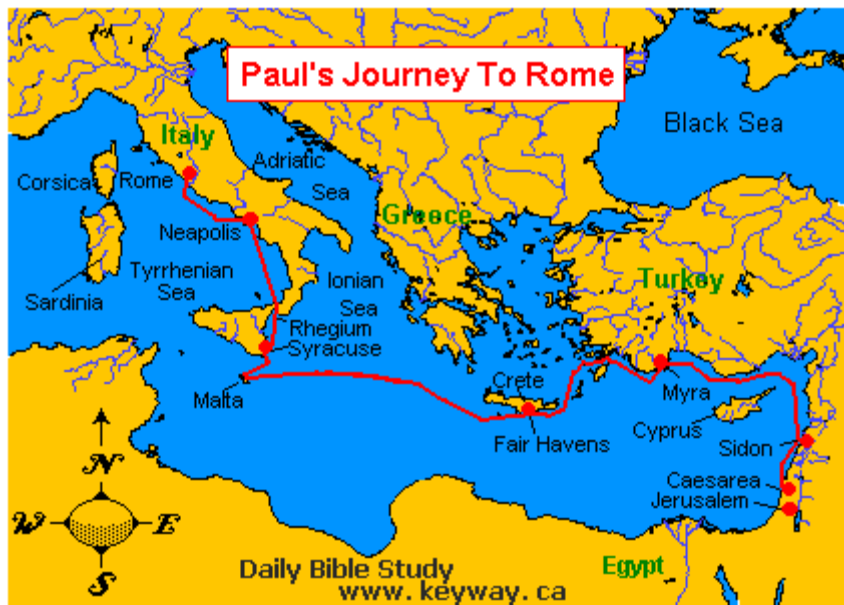 Paul's Journey To Rome
Black Sea
Italy
Adriatic
Sea
Corsica
Rome
Greece
Neapolis
Tyrrhenian
Sea
Ionian
Sea
Turkey
Sardinia
Rhegium
Syracuse
Malta
Crete
Myra
Cyprus
Fair Havens
Sidon
Caesarea
Jerusalem
N
W
E
S
Egypt
Daily Bible Study
www.keyway.ca